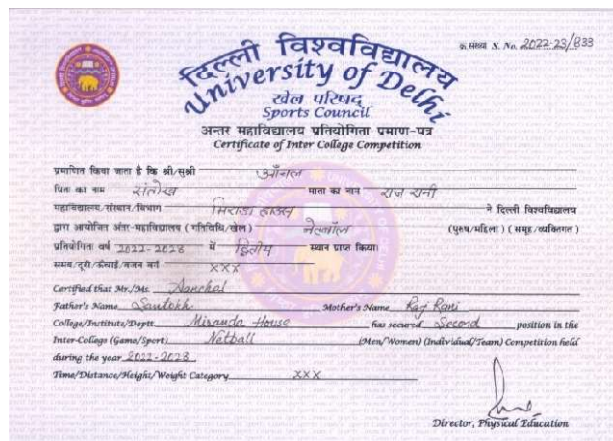 दिल्ली विश्वविद्यालय
क्र.संख्या S. No. 2022-23/833
University of Delhi
खेल परिषद्
Sports Council
अन्तर महाविद्यालय प्रतियोगिता प्रमाण-पत्र
Certificate of Inter College Competition
प्रमाणित किया जाता है कि श्री/सुश्री आँचल
पिता का नाम संतोख माता का नाम राज रानी
महाविद्यालय/संस्थान/विभाग मिरांडा हाउस ने दिल्ली विश्वविद्यालय
द्वारा आयोजित अंतर-महाविद्यालय (गतिविधि/खेल) नेटबॉल (पुरुष/महिला) (समूह/व्यक्तिगत)
प्रतियोगिता वर्ष 2022-2023 में द्वितीय स्थान प्राप्त किया।
समय/दूरी/ऊँचाई/वजन वर्ग XXX
Certified that Mr./Ms. Aanchal
Father's Name Santokh Mother's Name Raj Rani
College/Institute/Deptt. Miranda House has secured Second position in the
Inter-College (Game/Sport) Netball (Men/Women) (Individual/Team) Competition held
during the year 2022-2023
Time/Distance/Height/Weight Category XXX
Director, Physical Education